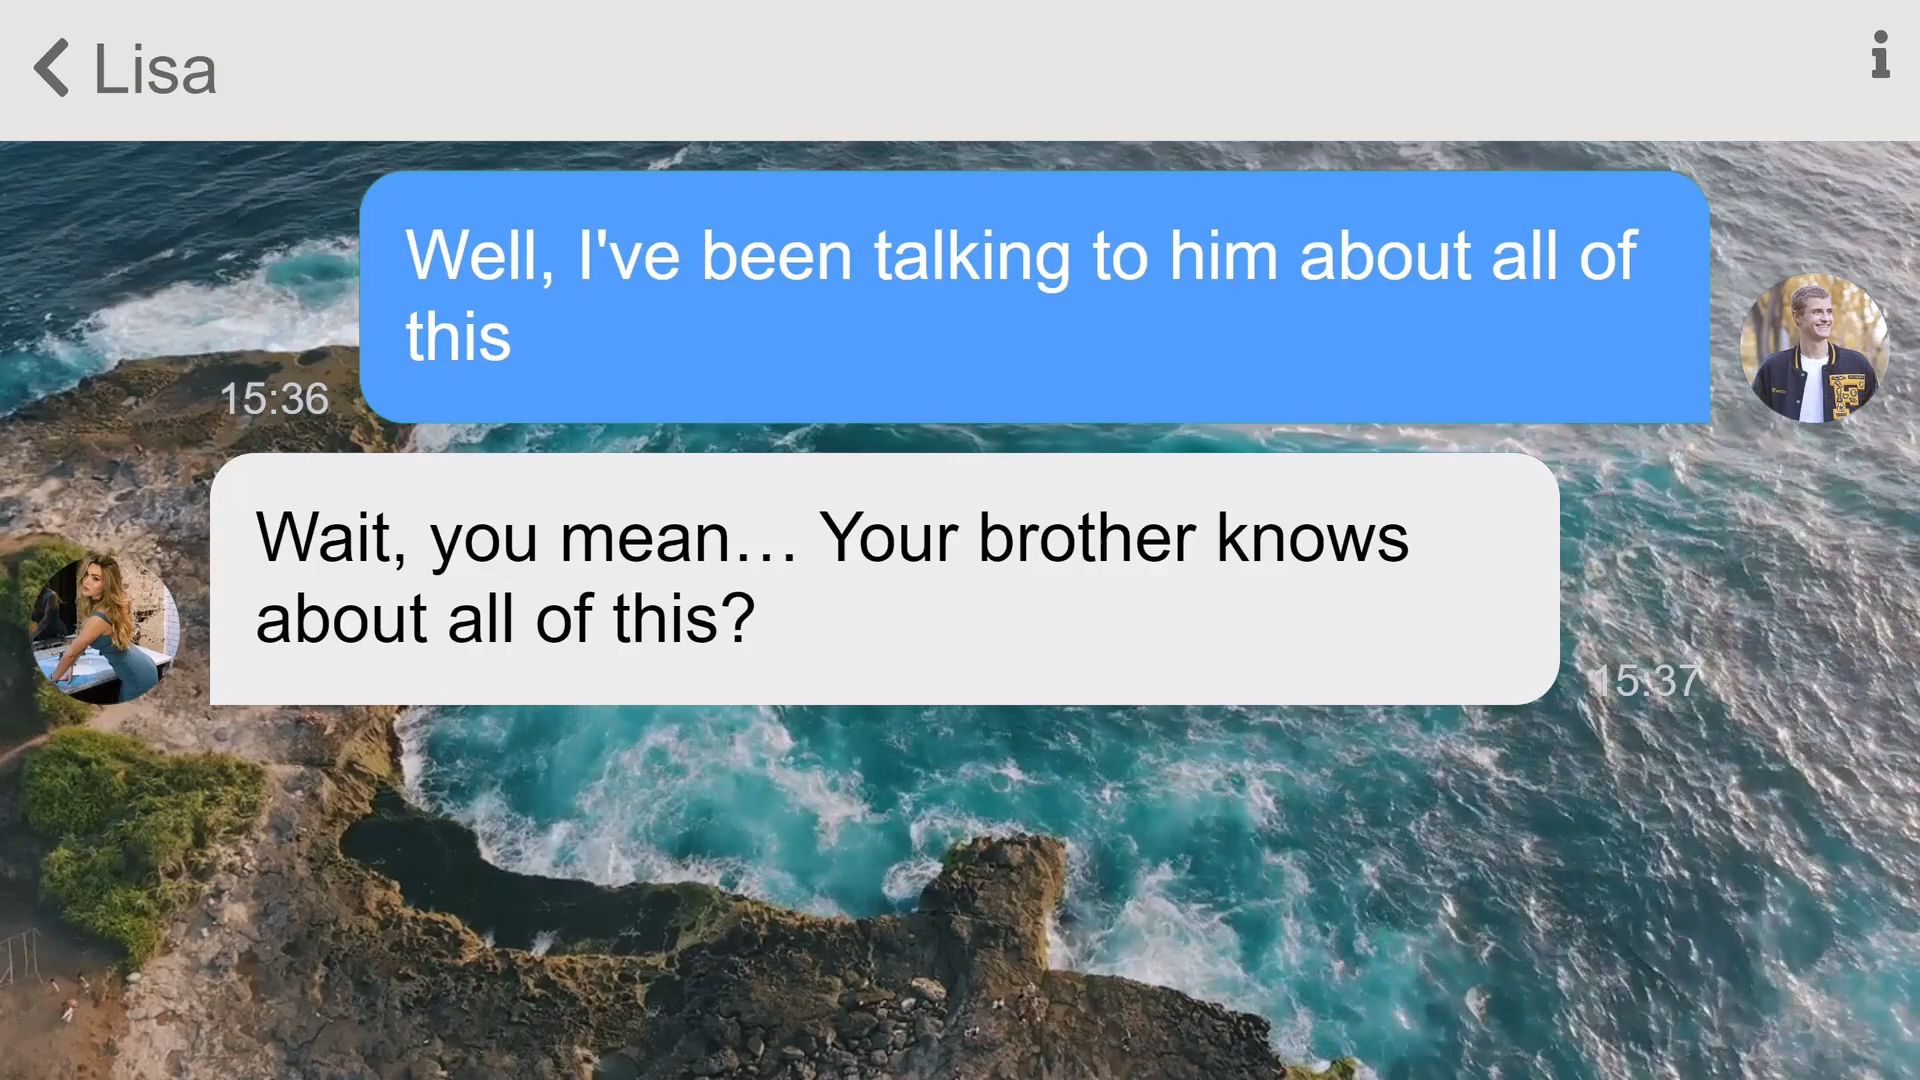 Lisa
Well, I've been talking to him about all of
this
15:36
Wait, you mean… Your brother knows
about all of this?
15:37